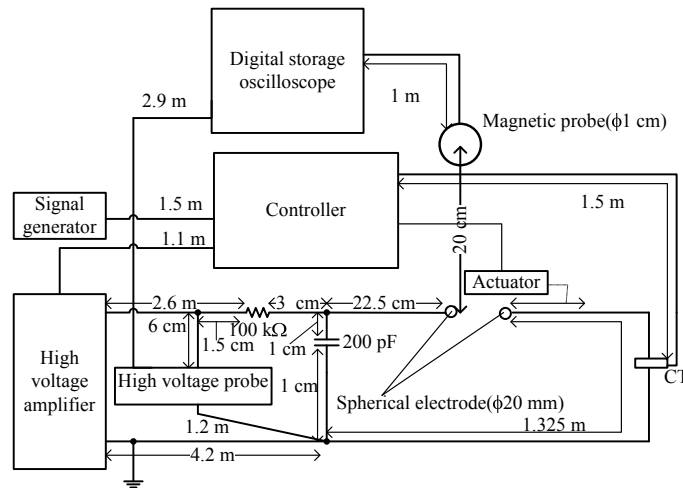 Digital storage
oscilloscope
2.9 m
1 m
Magnetic probe(ϕ1 cm)
Signal
generator
1.5 m
Controller
1.5 m
1.1 m
20 cm
Actuator
2.6 m
3 cm
22.5 cm
6 cm
100 kΩ
1.5 cm
1 cm
200 pF
High
voltage
amplifier
High voltage probe
1 cm
CT
Spherical electrode(ϕ20 mm)
1.2 m
1.325 m
4.2 m